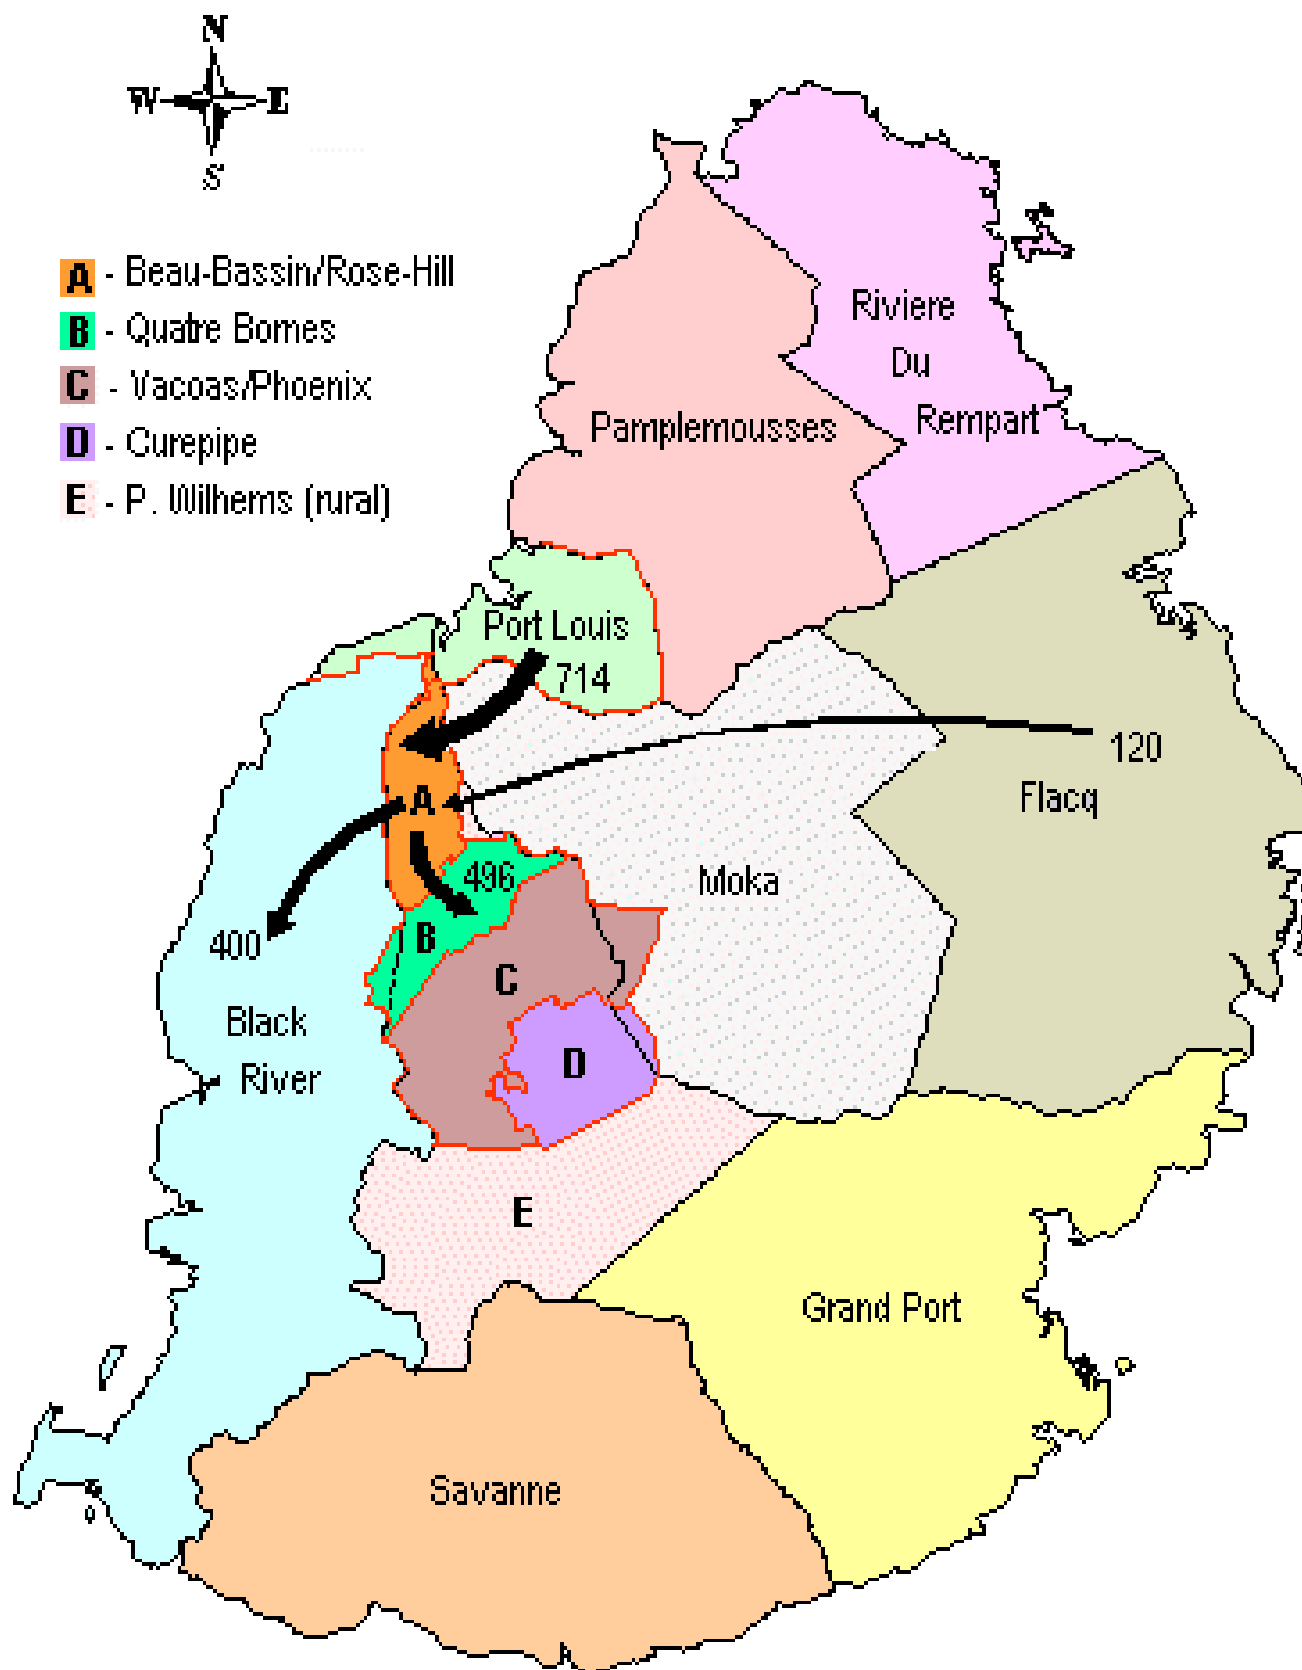 N
W E
S
A - Beau-Bassin/Rose-Hill
B - Quatre Bornes
C - Vacoas/Phoenix
D - Curepipe
E - P. Wilhems (rural)
Riviere
Du
Rempart
Pamplemousses
Port Louis
714
120
Flacq
A
Moka
496
B
400
C
Black
River
D
E
Grand Port
Savanne